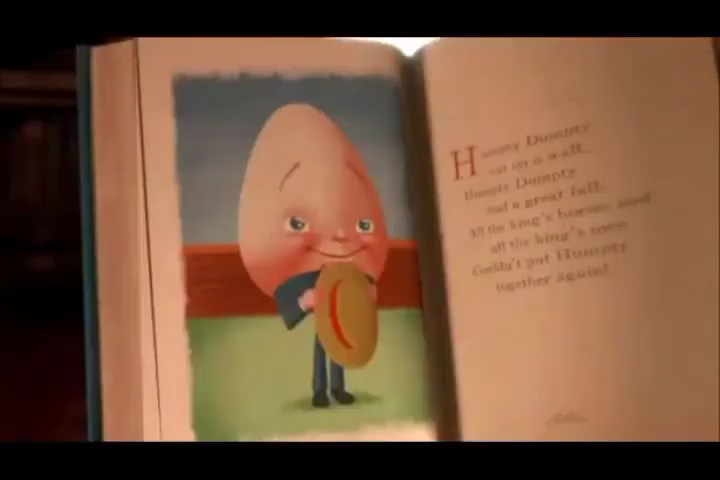 Humpty Dumpty
sat on a wall,
Humpty Dumpty
had a great fall.
All the king's horses and
all the king's men
Couldn't put Humpty
together again!